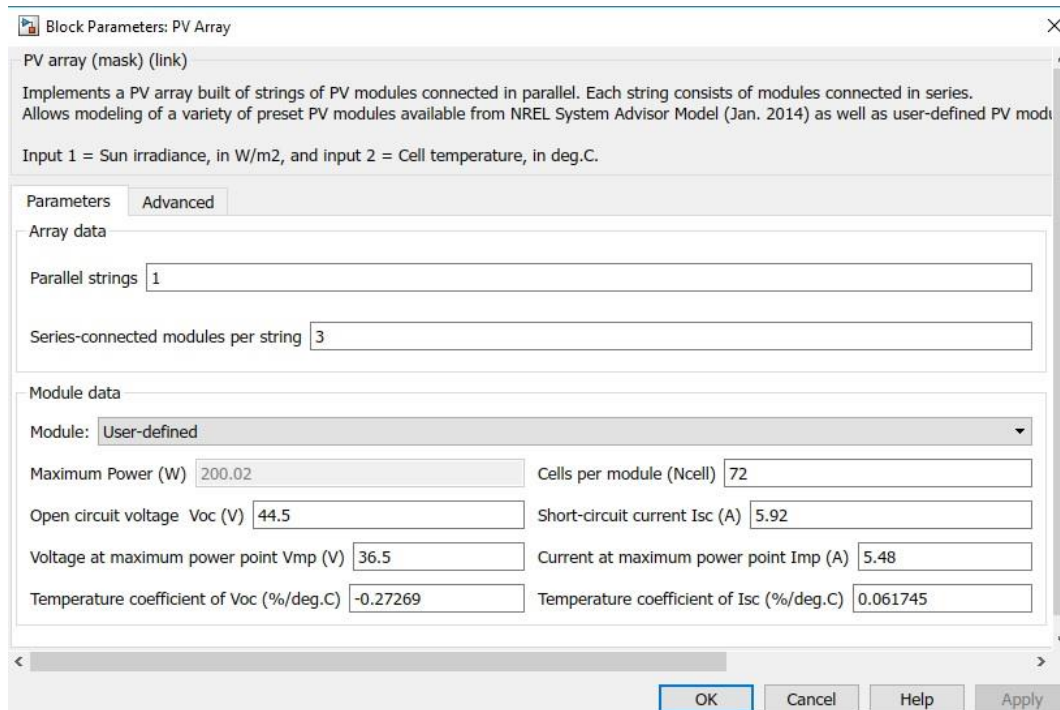 Block Parameters: PV Array
PV array (mask) (link)
Implements a PV array built of strings of PV modules connected in parallel. Each string consists of modules connected in series.
Allows modeling of a variety of preset PV modules available from NREL System Advisor Model (Jan. 2014) as well as user-defined PV modu
Input 1 = Sun irradiance, in W/m2, and input 2 = Cell temperature, in deg.C.
Parameters Advanced
Array data
Parallel strings 1
Series-connected modules per string 3
Module data
Module: User-defined
Maximum Power (W) 200.02 Cells per module (Ncell) 72
Open circuit voltage Voc (V) 44.5 Short-circuit current Isc (A) 5.92
Voltage at maximum power point Vmp (V) 36.5 Current at maximum power point Imp (A) 5.48
Temperature coefficient of Voc (%/deg.C) -0.27269 Temperature coefficient of Isc (%/deg.C) 0.061745
OK Cancel Help Apply